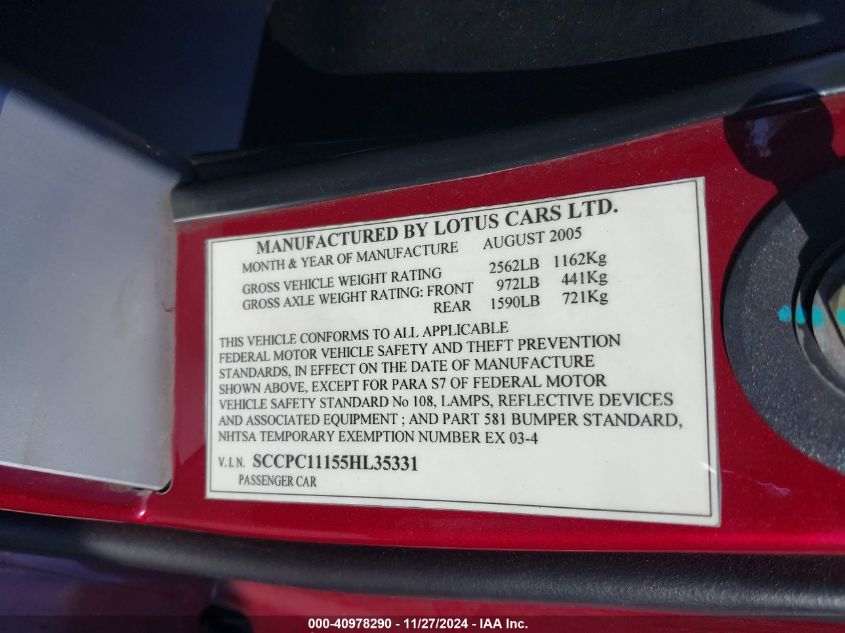 MANUFACTURED BY LOTUS CARS LTD.
MONTH & YEAR OF MANUFACTURE AUGUST 2005
GROSS VEHICLE WEIGHT RATING 2562LB 1162Kg
GROSS AXLE WEIGHT RATING: FRONT 972LB 441Kg
REAR 1590LB 721Kg
THIS VEHICLE CONFORMS TO ALL APPLICABLE
FEDERAL MOTOR VEHICLE SAFETY AND THEFT PREVENTION
STANDARDS, IN EFFECT ON THE DATE OF MANUFACTURE
SHOWN ABOVE, EXCEPT FOR PARA S7 OF FEDERAL MOTOR
VEHICLE SAFETY STANDARD No 108, LAMPS, REFLECTIVE DEVICES
AND ASSOCIATED EQUIPMENT ; AND PART 581 BUMPER STANDARD,
NHTSA TEMPORARY EXEMPTION NUMBER EX 03-4
V.I.N. SCCPC11155HL35331
PASSENGER CAR
000-40978290 - 11/27/2024 - IAA Inc.